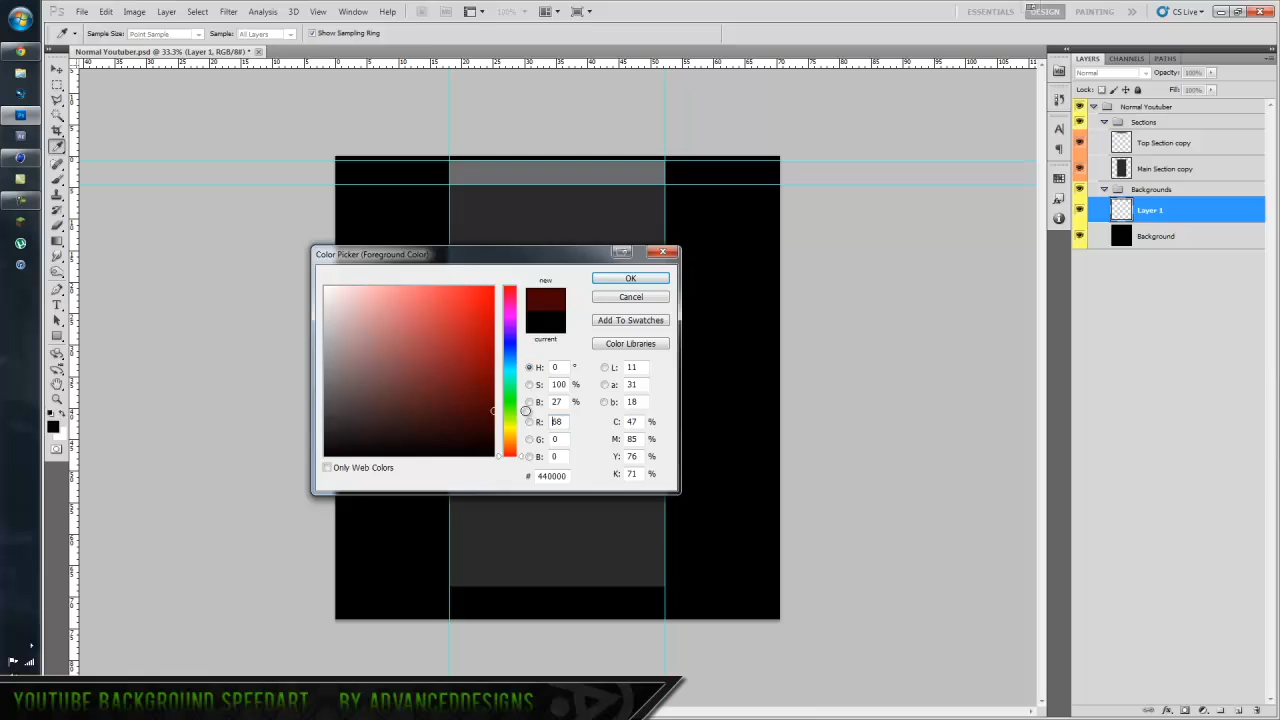 Ps File Edit Image Layer Select Filter Analysis 3D View Window Help Br Mb 100% ESSENTIALS DESIGN PAINTING CS Live
Sample Size: Point Sample Sample: All Layers Show Sampling Ring
Normal Youtuber.psd @ 33.3% (Layer 1, RGB/8#) *
LAYERS CHANNELS PATHS
Normal Opacity: 100%
Lock: Fill: 100%
Normal Youtuber
Sections
Top Section copy
Main Section copy
Backgrounds
Layer 1
Background
Color Picker (Foreground Color)
new
current
OK
Cancel
Add To Swatches
Color Libraries
H: 0 ° L: 11
S: 100 % a: 31
B: 27 % b: 18
R: 68 C: 47 %
G: 0 M: 85 %
B: 0 Y: 76 %
# 440000 K: 71 %
Only Web Colors
YOUTUBE BACKGROUND SPEEDART BY ADVANCEDDESIGNS